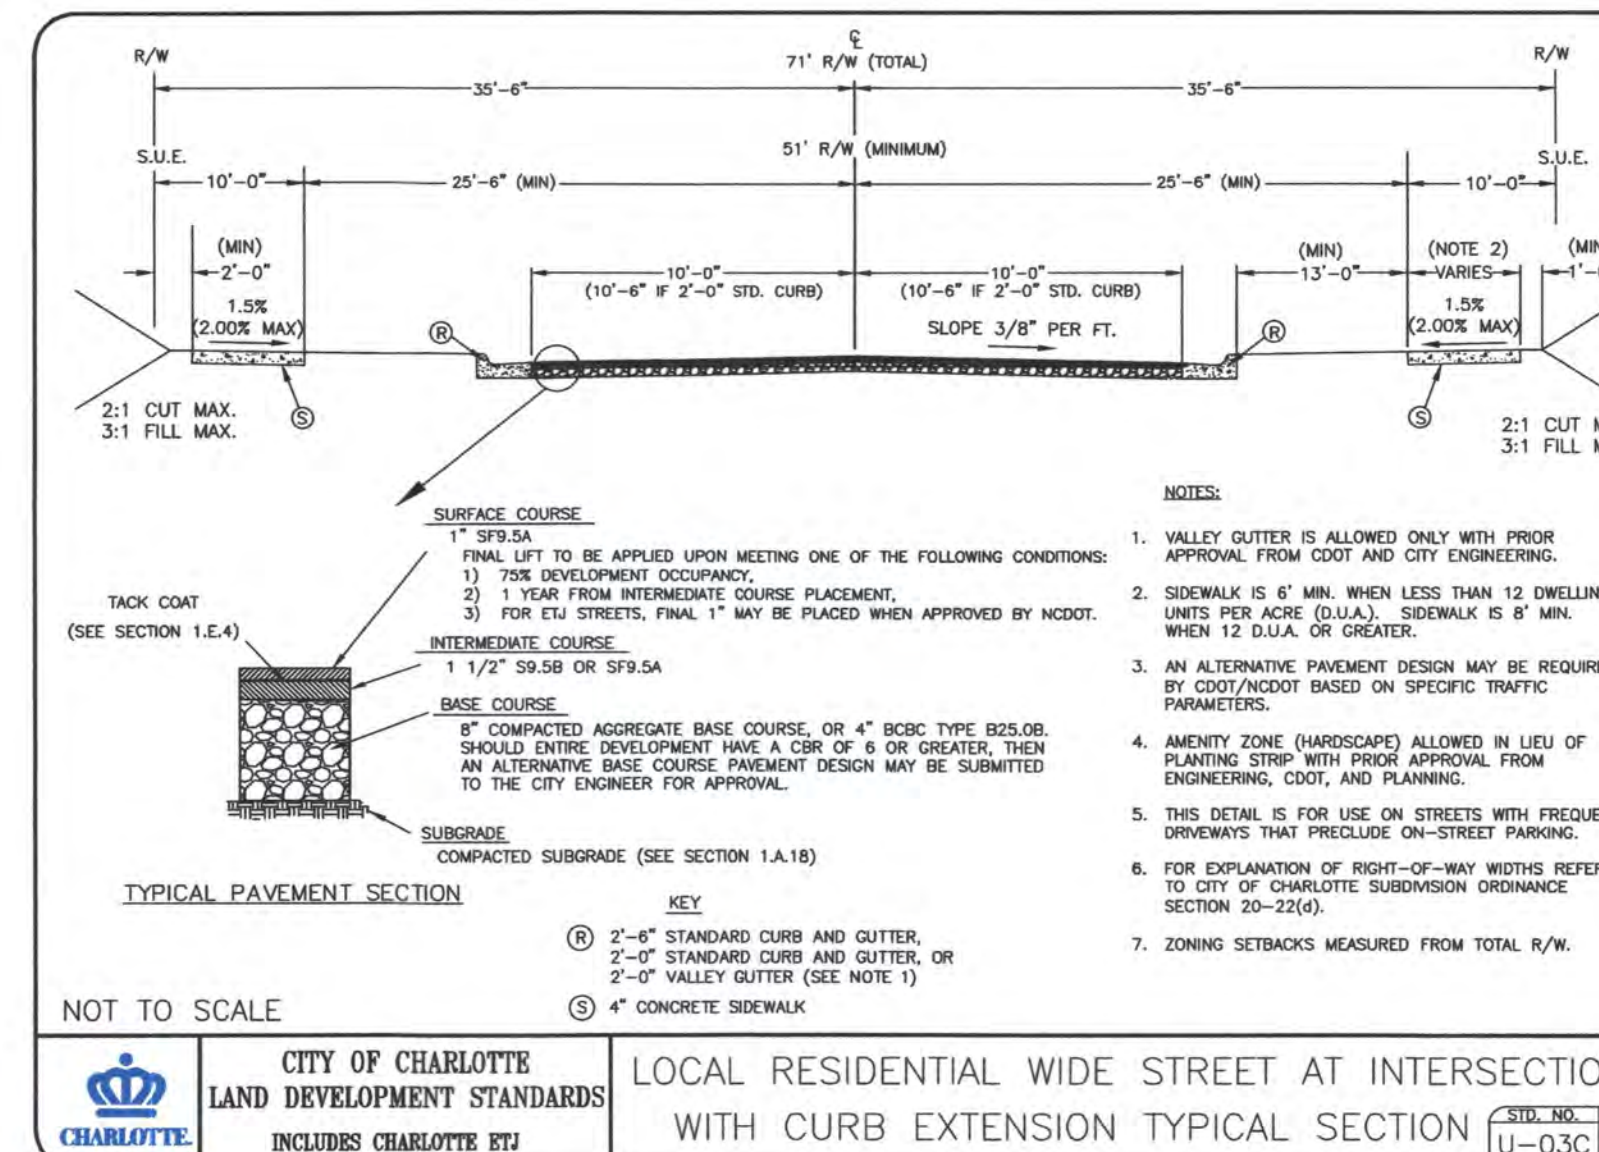 ℄
R/W
71' R/W (TOTAL)
R/W
35'-6"
35'-6"
51' R/W (MINIMUM)
S.U.E.
S.U.E.
10'-0"
25'-6" (MIN)
25'-6" (MIN)
10'-0"
(MIN)
2'-0"
10'-0"
(10'-6" IF 2'-0" STD. CURB)
10'-0"
(10'-6" IF 2'-0" STD. CURB)
(MIN)
13'-0"
(NOTE 2)
VARIES
1.5%
(2.00% MAX)
SLOPE 3/8" PER FT.
1.5%
(2.00% MAX)
R
R
S
S
2:1 CUT MAX.
3:1 FILL MAX.
2:1 CUT
3:1 FILL
SURFACE COURSE
1" SF9.5A
FINAL LIFT TO BE APPLIED UPON MEETING ONE OF THE FOLLOWING CONDITIONS:
1) 75% DEVELOPMENT OCCUPANCY,
2) 1 YEAR FROM INTERMEDIATE COURSE PLACEMENT,
3) FOR ETJ STREETS, FINAL 1" MAY BE PLACED WHEN APPROVED BY NCDOT.
TACK COAT
(SEE SECTION 1.E.4)
INTERMEDIATE COURSE
1 1/2" S9.5B OR SF9.5A
BASE COURSE
8" COMPACTED AGGREGATE BASE COURSE, OR 4" BCBC TYPE B25.0B.
SHOULD ENTIRE DEVELOPMENT HAVE A CBR OF 6 OR GREATER, THEN
AN ALTERNATIVE BASE COURSE PAVEMENT DESIGN MAY BE SUBMITTED
TO THE CITY ENGINEER FOR APPROVAL.
SUBGRADE
COMPACTED SUBGRADE (SEE SECTION 1.A.18)
TYPICAL PAVEMENT SECTION
KEY
R 2'-6" STANDARD CURB AND GUTTER,
2'-0" STANDARD CURB AND GUTTER, OR
2'-0" VALLEY GUTTER (SEE NOTE 1)
S 4" CONCRETE SIDEWALK
NOTES:
1. VALLEY GUTTER IS ALLOWED ONLY WITH PRIOR
APPROVAL FROM CDOT AND CITY ENGINEERING.
2. SIDEWALK IS 6' MIN. WHEN LESS THAN 12
UNITS PER ACRE (D.U.A.). SIDEWALK IS 8' MIN.
WHEN 12 D.U.A. OR GREATER.
3. AN ALTERNATIVE PAVEMENT DESIGN MAY BE
BY CDOT/NCDOT BASED ON SPECIFIC TRAFFIC
PARAMETERS.
4. AMENITY ZONE (HARDSCAPE) ALLOWED IN LIEU OF
PLANTING STRIP WITH PRIOR APPROVAL FROM
ENGINEERING, CDOT, AND PLANNING.
5. THIS DETAIL IS FOR USE ON STREETS WITH
DRIVEWAYS THAT PRECLUDE ON-STREET PARKING.
6. FOR EXPLANATION OF RIGHT-OF-WAY WIDTHS REFER
TO CITY OF CHARLOTTE SUBDIVISION ORDINANCE
SECTION 20-22(d).
7. ZONING SETBACKS MEASURED FROM TOTAL R/W.
NOT TO SCALE
CHARLOTTE.
CITY OF CHARLOTTE
LAND DEVELOPMENT STANDARDS
INCLUDES CHARLOTTE ETJ
LOCAL RESIDENTIAL WIDE STREET AT
WITH CURB EXTENSION TYPICAL SECTION
STD. NO.
U-03C